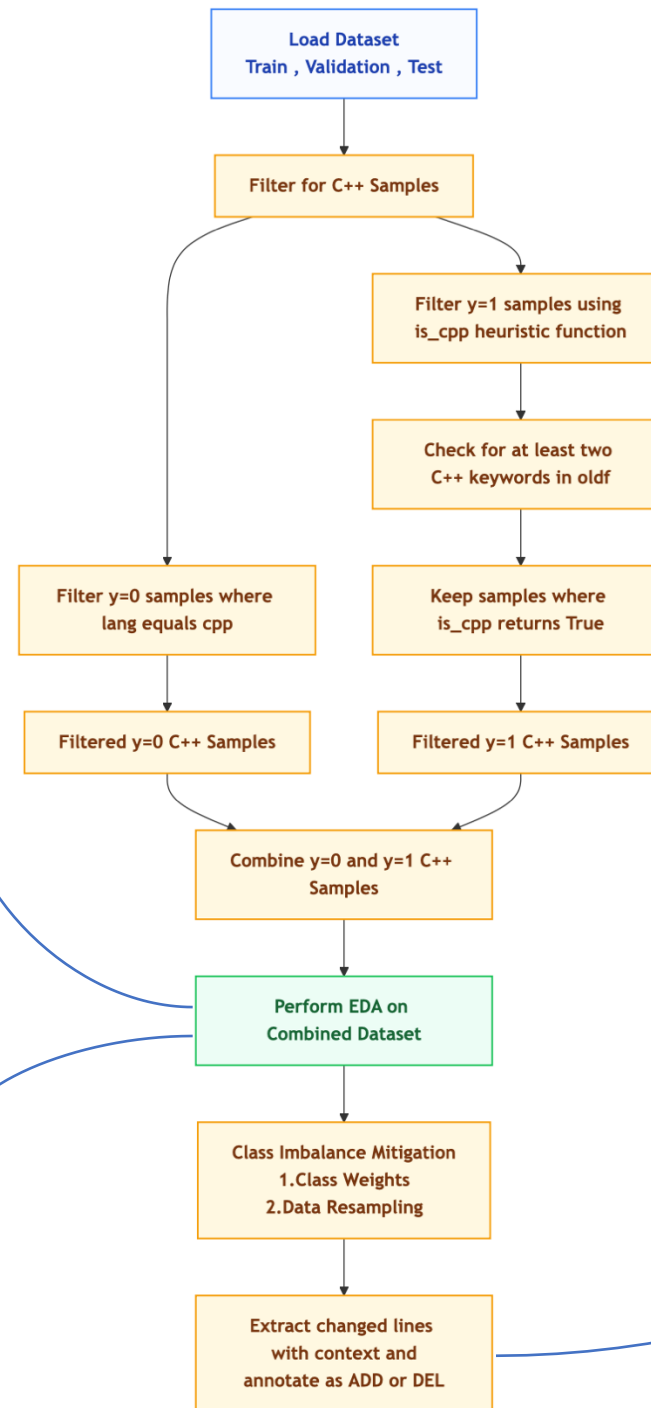 Load Dataset
Train , Validation , Test
Filter for C++ Samples
Filter y=1 samples using
is_cpp heuristic function
Check for at least two
C++ keywords in oldf
Filter y=0 samples where
lang equals cpp
Keep samples where
is_cpp returns True
Filtered y=0 C++ Samples
Filtered y=1 C++ Samples
Combine y=0 and y=1 C++
Samples
Perform EDA on
Combined Dataset
Class Imbalance Mitigation
1.Class Weights
2.Data Resampling
Extract changed lines
with context and
annotate as ADD or DEL